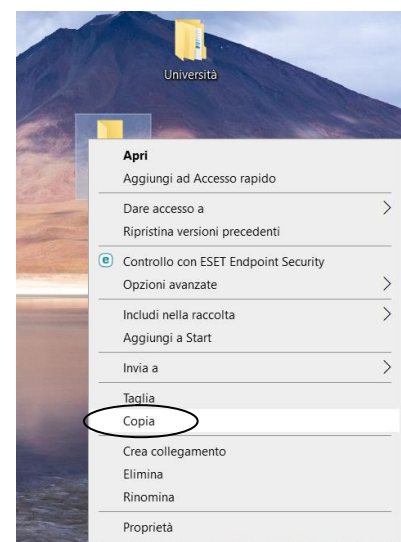 Università
Apri
Aggiungi ad Accesso rapido
Dare accesso a
Ripristina versioni precedenti
e Controllo con ESET Endpoint Security
Opzioni avanzate
Includi nella raccolta
Aggiungi a Start
Invia a
Taglia
Copia
Crea collegamento
Elimina
Rinomina
Proprietà